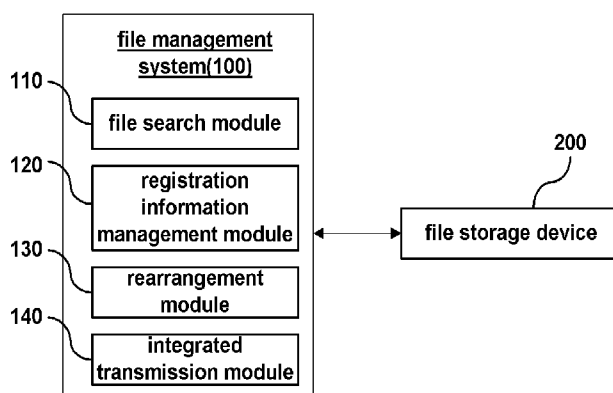 file management
system(100)
110
file search module
120
registration
information
management module
130
rearrangement
module
140
integrated
transmission module
200
file storage device